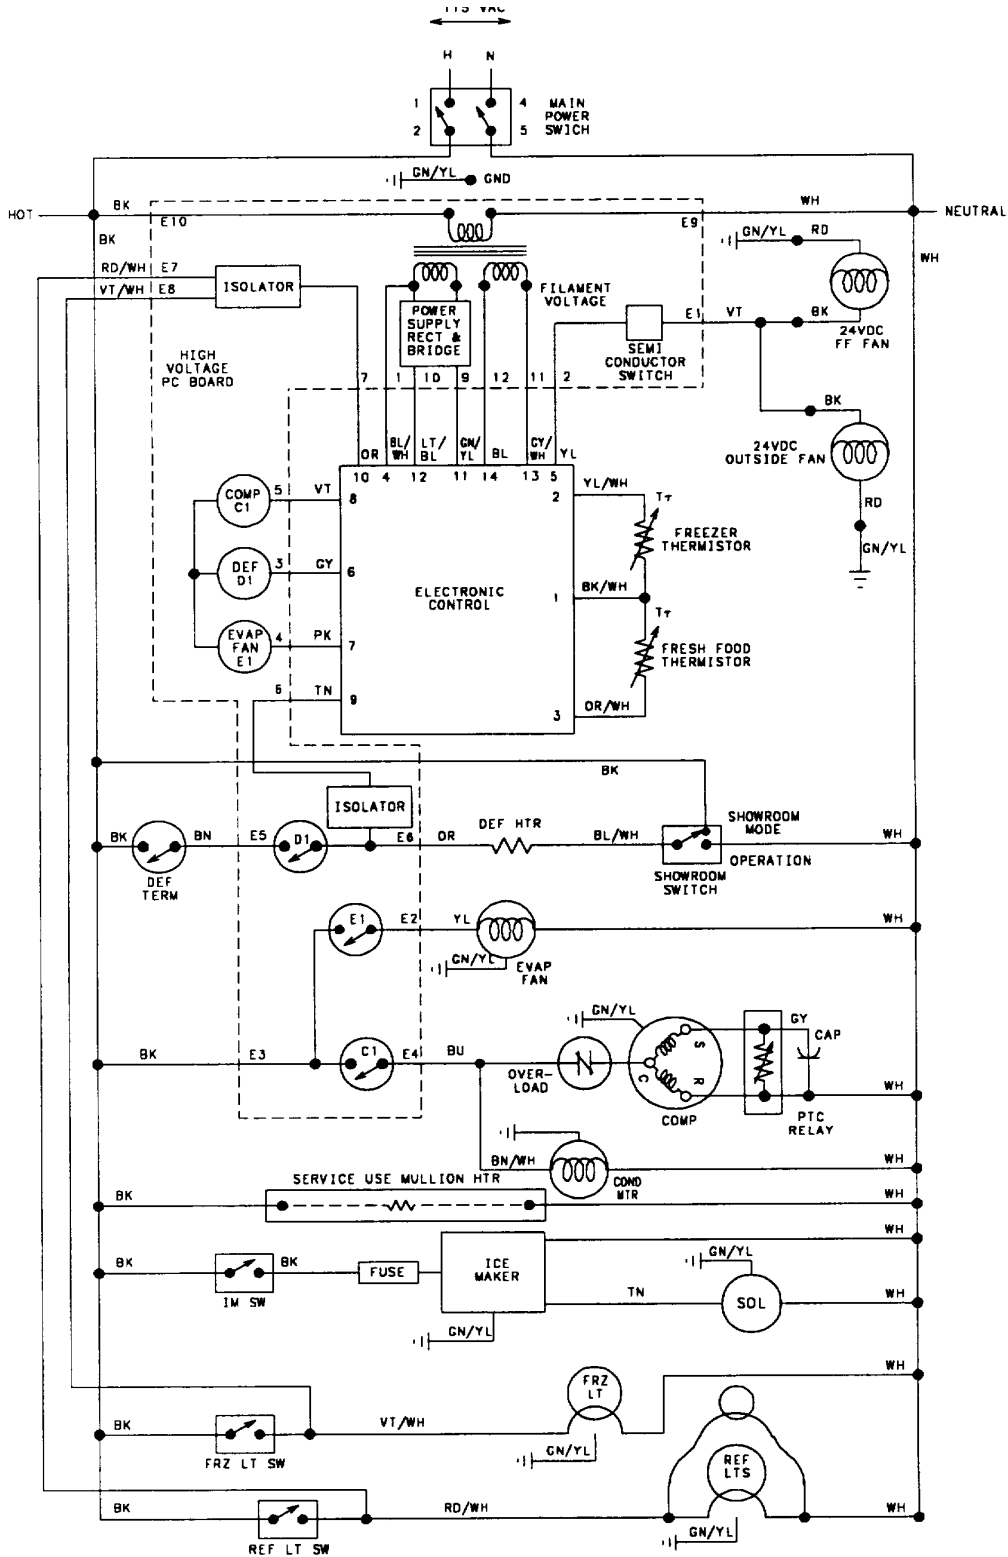 115 VAC
H N
1 4 MAIN
POWER
2 5 SWICH
GN/YL GND
HOT BK WH NEUTRAL
E10 E9
BK GN/YL RD
WH
RD/WH E7
VT/WH E8
ISOLATOR
FILAMENT
VOLTAGE
POWER
SUPPLY
RECT &
BRIDGE
E1 VT BK
24VDC
FF FAN
SEMI
CONDUCTOR
SWITCH
HIGH
VOLTAGE
PC BOARD
7 1 10 9 12 11 2
BK
OR BL/WH LT/BL GN/YL BL GY/WH YL
24VDC
OUTSIDE FAN
10 4 12 11 14 13 5
RD
GN/YL
COMP
C1
5 VT 8
2 YL/WH TT
FREEZER
THERMISTOR
DEF
D1
3 GY 6
ELECTRONIC
CONTROL
1 BK/WH
TT
EVAP
FAN
E1
4 PK 7
FRESH FOOD
THERMISTOR
6 TN 9
3 OR/WH
BK
ISOLATOR
SHOWROOM
MODE
BK BN E5 D1 E6 OR DEF HTR BL/WH WH
OPERATION
DEF
TERM
SHOWROOM
SWITCH
E1 E2 YL WH
GN/YL EVAP
FAN
GN/YL
GY
CAP
BK E3 C1 E4 BU
S
C
R
OVER-
LOAD
COMP
WH
PTC
RELAY
BN/WH WH
COND
MTR
SERVICE USE MULLION HTR
BK WH
WH
BK BK FUSE ICE
MAKER
IM SW
GN/YL
TN SOL WH
GN/YL
WH
FRZ
LT
BK VT/WH
FRZ LT SW
GN/YL
REF
LTS
BK RD/WH WH
REF LT SW
GN/YL